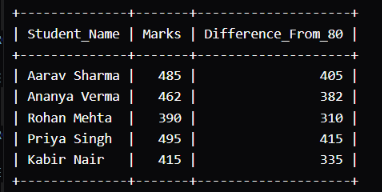 +--------------+-------+--------------------+
| Student_Name | Marks | Difference_From_80 |
+--------------+-------+--------------------+
| Aarav Sharma |   485 |                405 |
| Ananya Verma |   462 |                382 |
| Rohan Mehta  |   390 |                310 |
| Priya Singh  |   495 |                415 |
| Kabir Nair   |   415 |                335 |
+--------------+-------+--------------------+